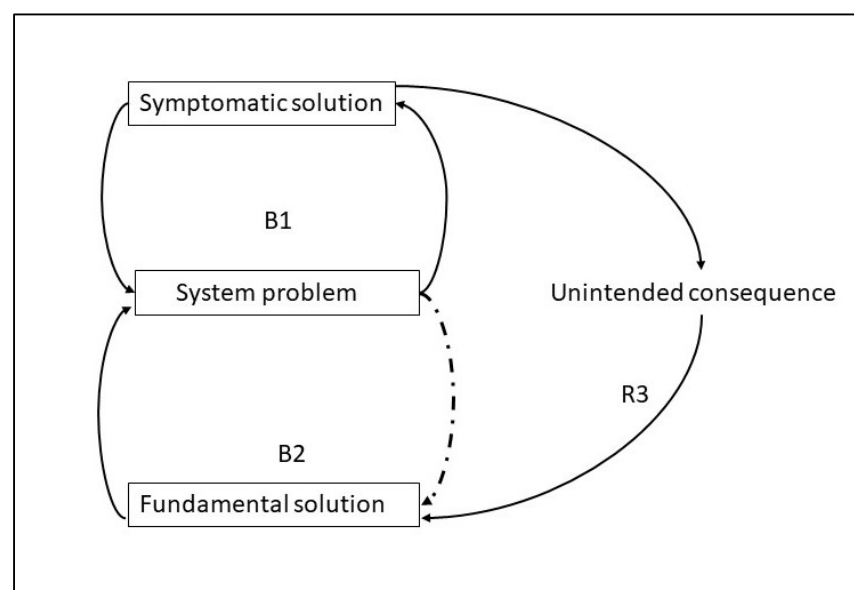 Symptomatic solution
B1
System problem
Unintended consequence
R3
B2
Fundamental solution